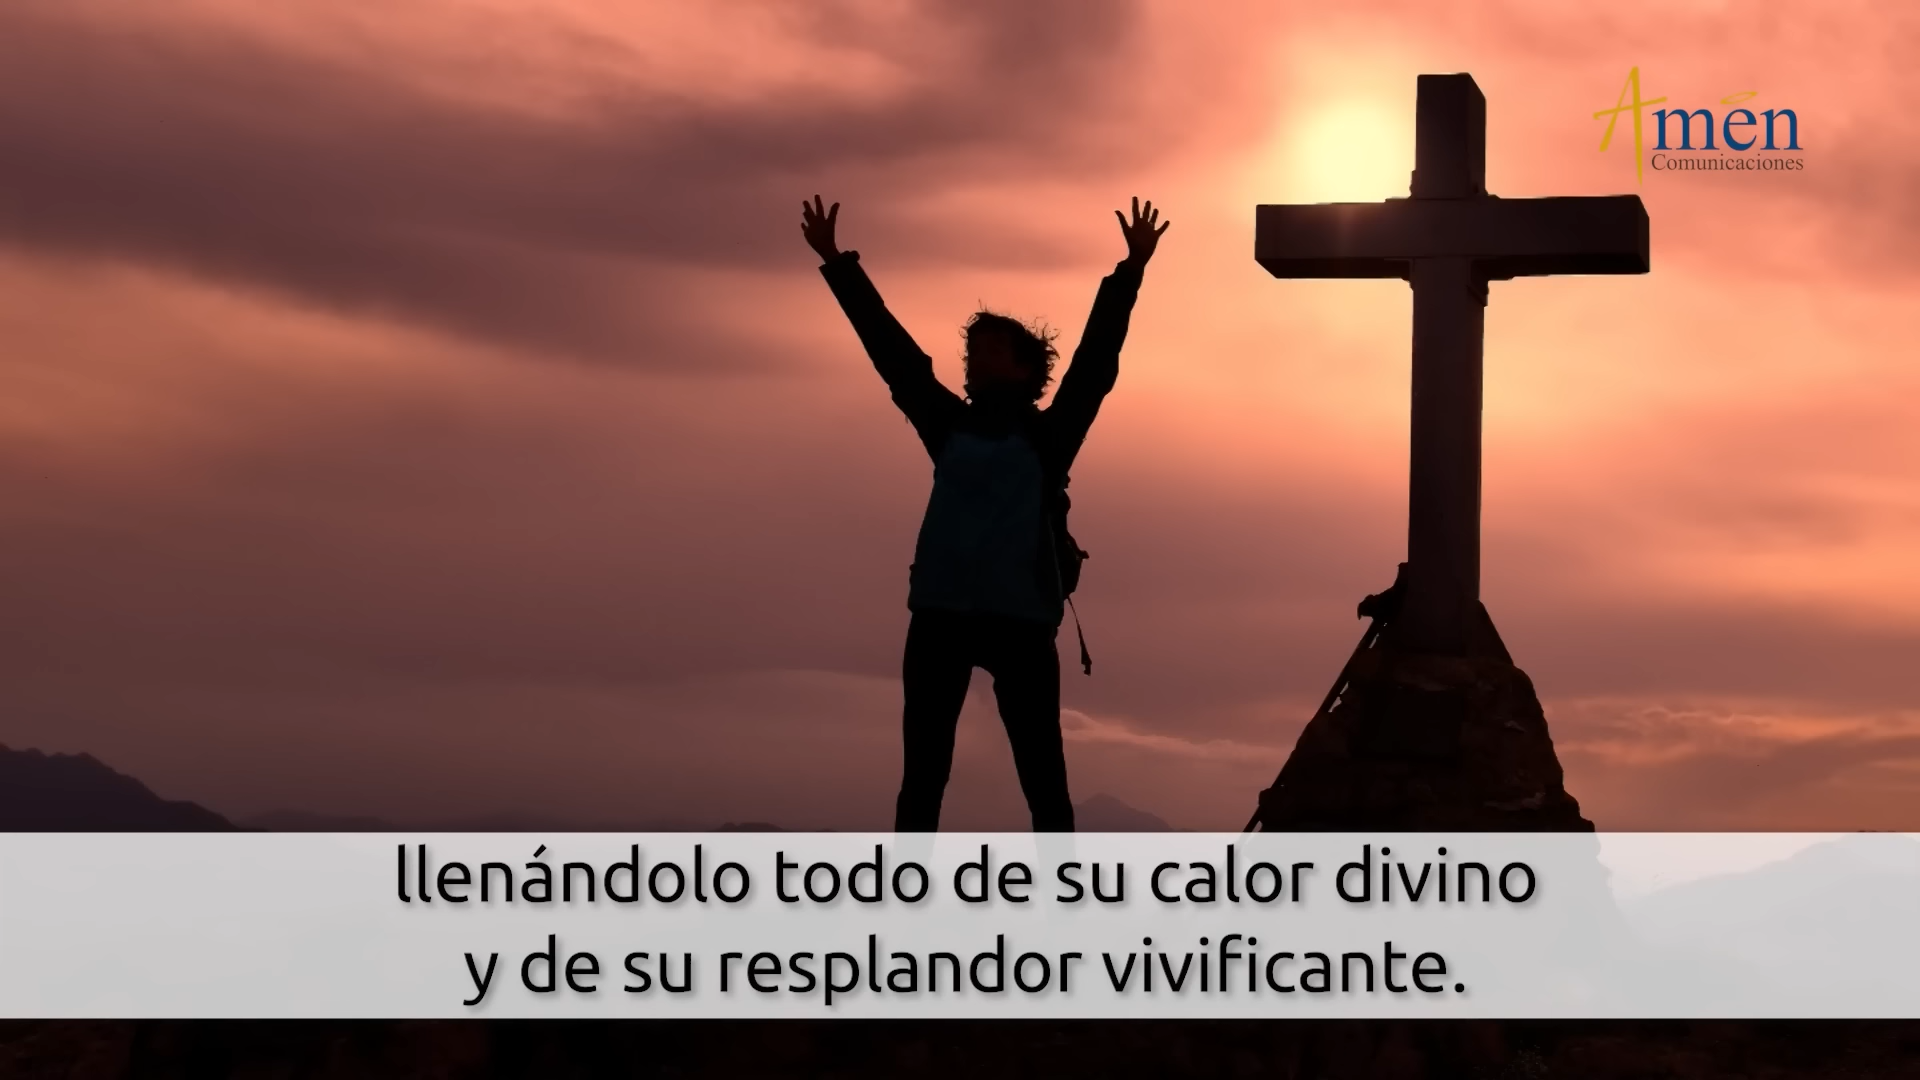 Amén
Comunicaciones
llenándolo todo de su calor divino
y de su resplandor vivificante.